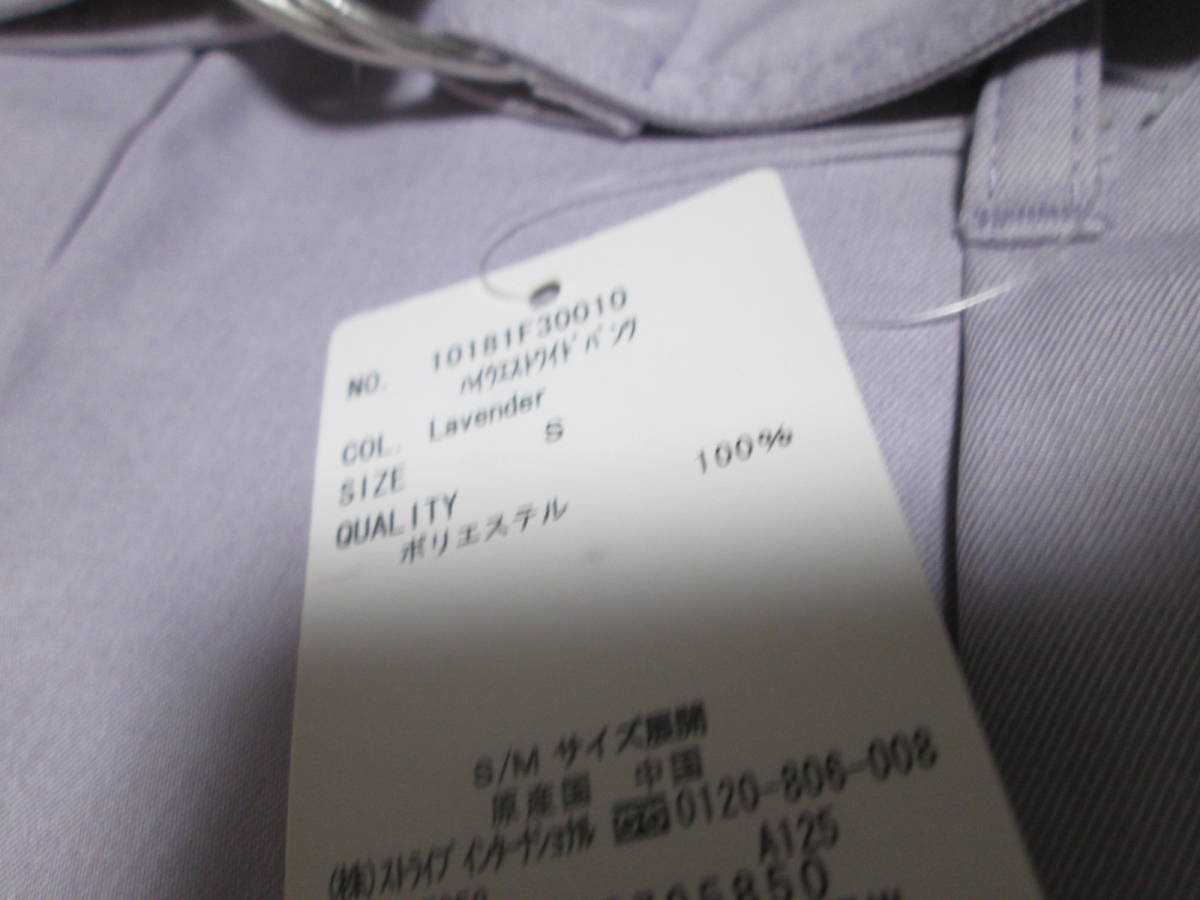 NO. 10181F30010
ハイウエストワイドパンツ
COL. Lavender
SIZE S
QUALITY
ポリエステル 100%
S/M サイズ展開
原産国 中国
(株)ストライプ インターナショナル 0120-806-008
A125